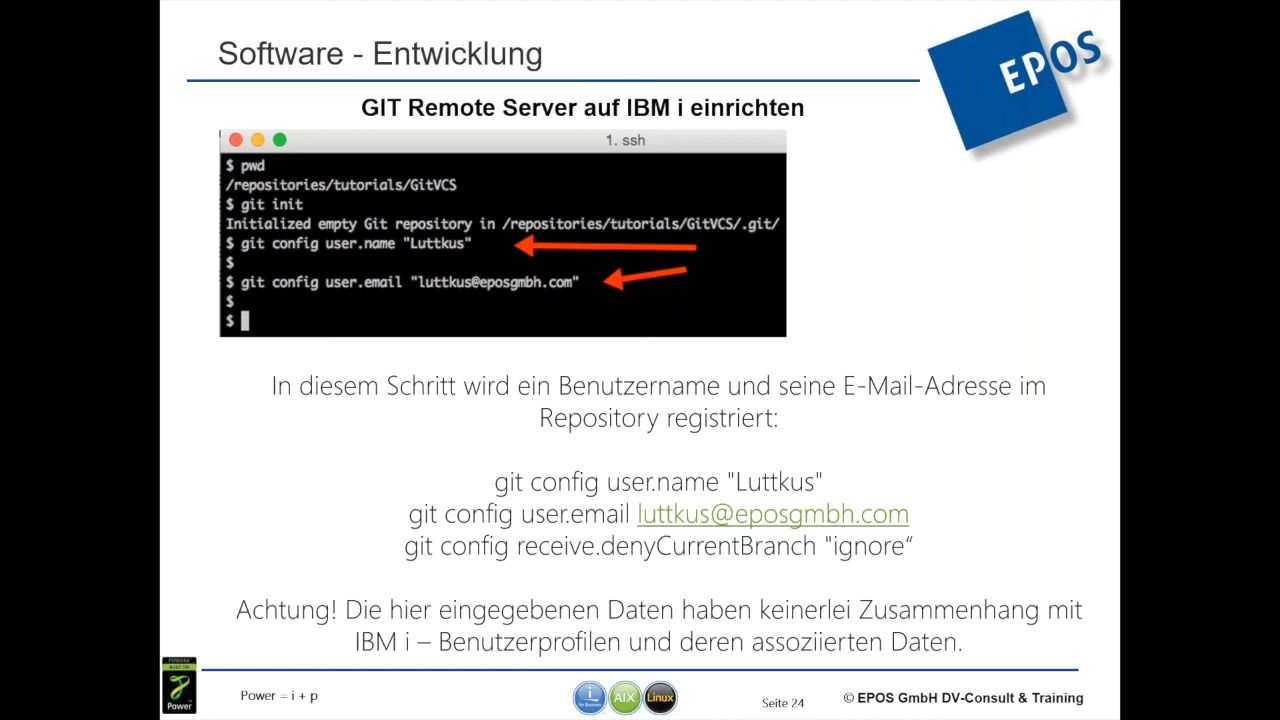 Software - Entwicklung
EPOS
GIT Remote Server auf IBM i einrichten
1. ssh
$ pwd
/repositories/tutorials/GitVCS
$ git init
Initialized empty Git repository in /repositories/tutorials/GitVCS/.git/
$ git config user.name "Luttkus"
$
$ git config user.email "luttkus@eposgmbh.com"
$
$
In diesem Schritt wird ein Benutzername und seine E-Mail-Adresse im
Repository registriert:
git config user.name "Luttkus"
git config user.email luttkus@eposgmbh.com
git config receive.denyCurrentBranch "ignore“
Achtung! Die hier eingegebenen Daten haben keinerlei Zusammenhang mit
IBM i – Benutzerprofilen und deren assoziierten Daten.
Power
Power = i + p
i
for Business
AIX
Linux
Seite 24
© EPOS GmbH DV-Consult & Training